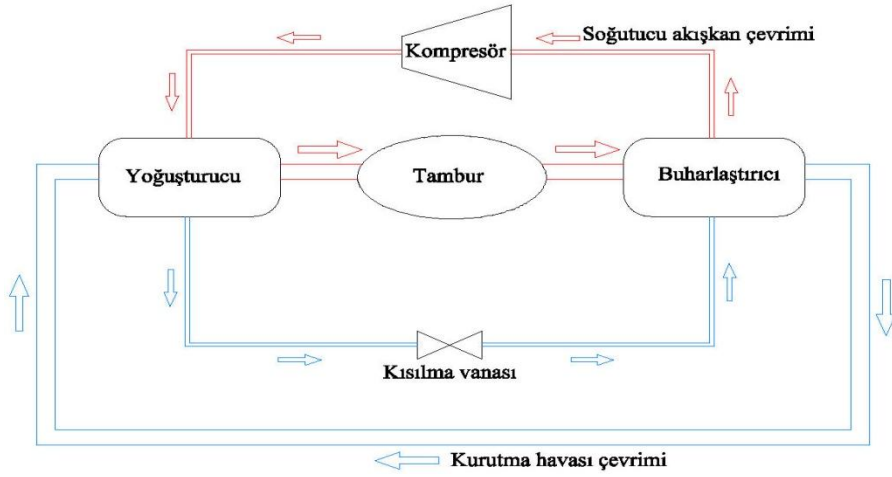 Soğutucu akışkan çevrimi
Kompresör
Yoğuşturucu
Tambur
Buharlaştırıcı
Kısılma vanası
Kurutma havası çevrimi